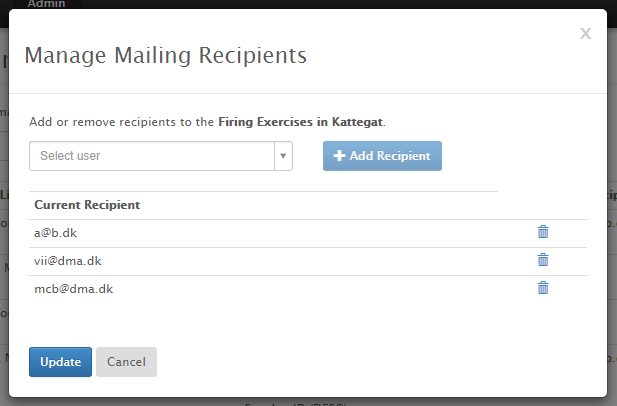 Admin
x
Manage Mailing Recipients
Add or remove recipients to the Firing Exercises in Kattegat.
Select user
Add Recipient
Current Recipient
a@b.dk
vii@dma.dk
mcb@dma.dk
Update Cancel